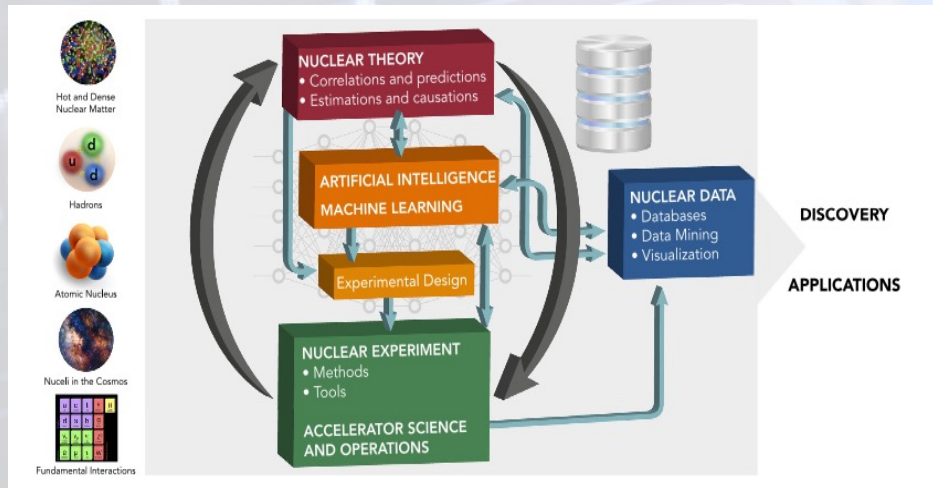 Hot and Dense
Nuclear Matter
u
d
d
Hadrons
Atomic Nucleus
Nuceli in the Cosmos
Fundamental Interactions
NUCLEAR THEORY
• Correlations and predictions
• Estimations and causations
ARTIFICIAL INTELLIGENCE
MACHINE LEARNING
Experimental Design
NUCLEAR EXPERIMENT
• Methods
• Tools
ACCELERATOR SCIENCE
AND OPERATIONS
NUCLEAR DATA
• Databases
• Data Mining
• Visualization
DISCOVERY
APPLICATIONS